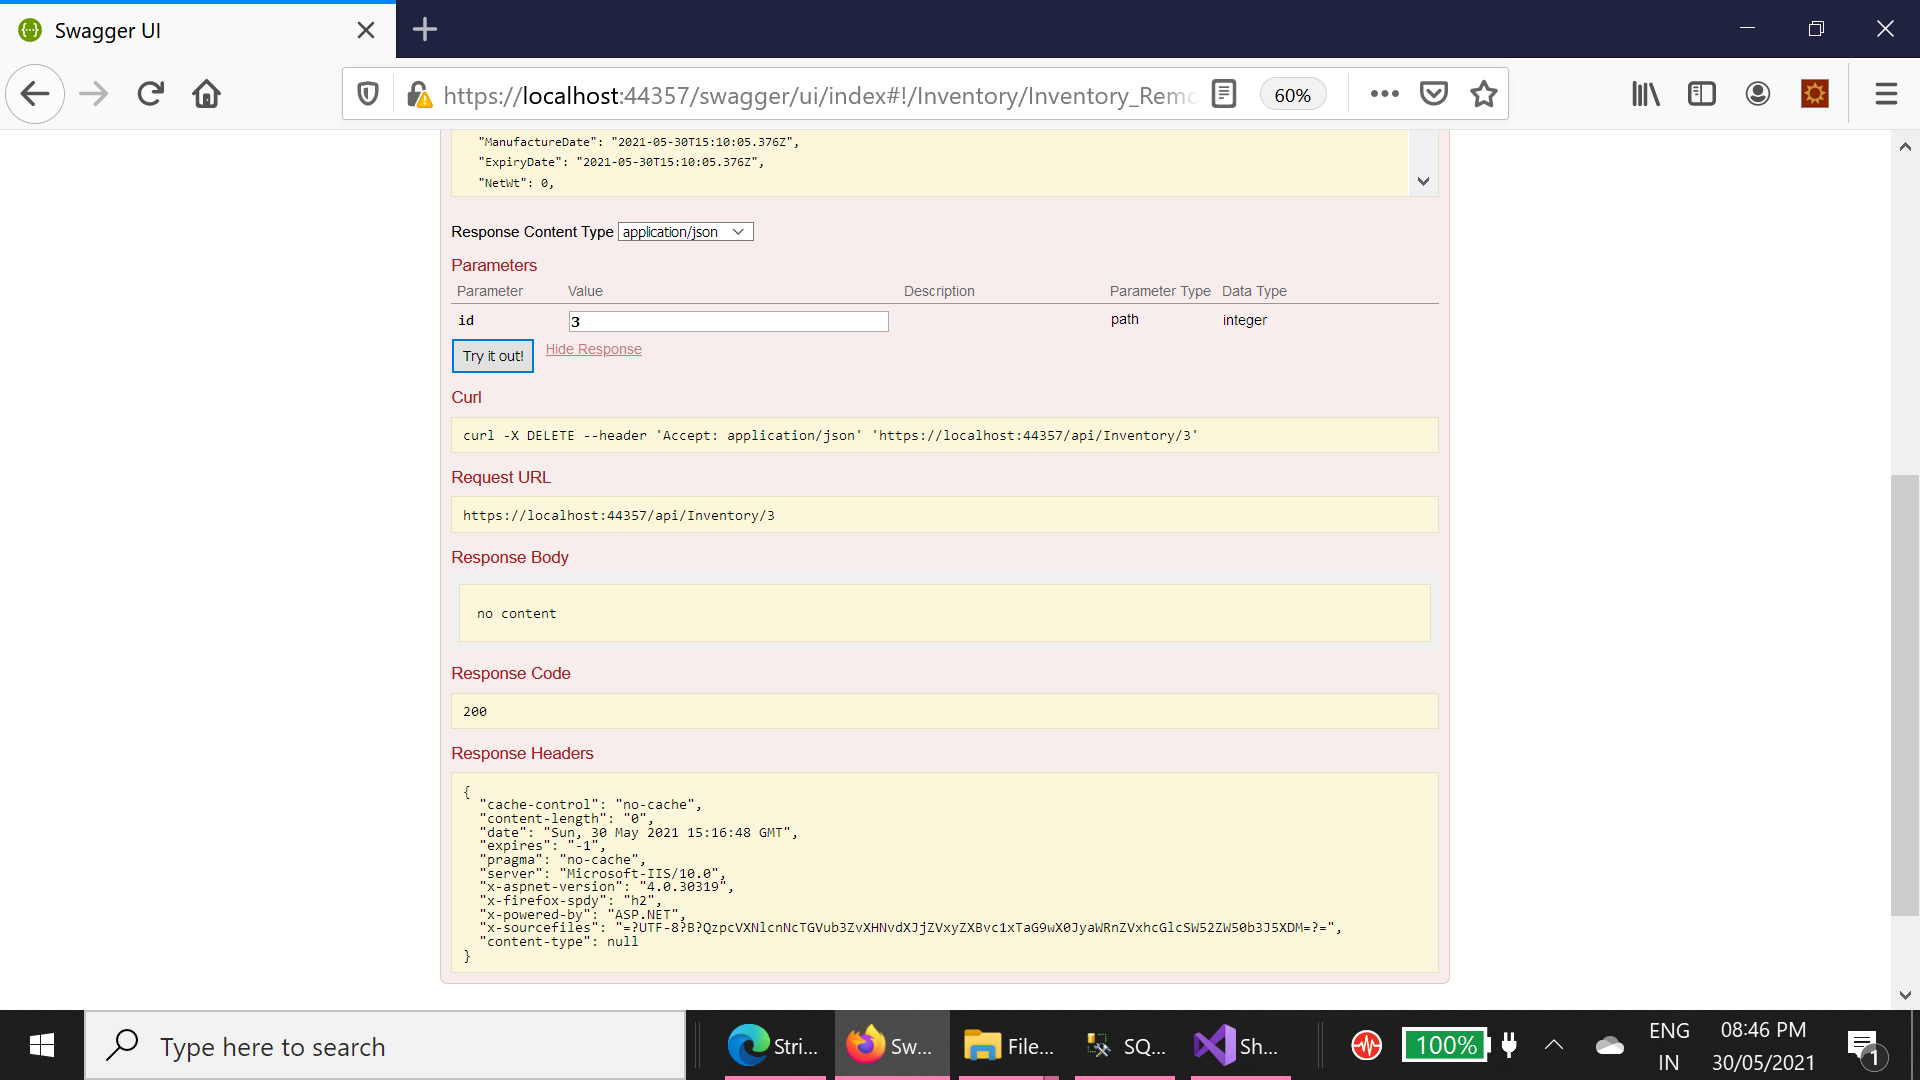 Swagger UI
https://localhost:44357/swagger/ui/index#!/Inventory/Inventory_Remo
60%
"ManufactureDate": "2021-05-30T15:10:05.376Z",
"ExpiryDate": "2021-05-30T15:10:05.376Z",
"NetWt": 0,
Response Content Type application/json
Parameters
Parameter Value Description Parameter Type Data Type
id 3 path integer
Try it out! Hide Response
Curl
curl -X DELETE --header 'Accept: application/json' 'https://localhost:44357/api/Inventory/3'
Request URL
https://localhost:44357/api/Inventory/3
Response Body
no content
Response Code
200
Response Headers
{
"cache-control": "no-cache",
"content-length": "0",
"date": "Sun, 30 May 2021 15:16:48 GMT",
"expires": "-1",
"pragma": "no-cache",
"server": "Microsoft-IIS/10.0",
"x-aspnet-version": "4.0.30319",
"x-firefox-spdy": "h2",
"x-powered-by": "ASP.NET",
"x-sourcefiles": "=?UTF-8?B?QzpcVXNlcnNcTGVub3ZvXHNvdXJjZVxyZXBvc1xTaG9wX0JyaWRnZVxhcGlcSW52ZW50b3J5XDM=?=",
"content-type": null
}
Type here to search
Stri...
Sw...
File...
SQ...
Sh...
100%
ENG
IN
08:46 PM
30/05/2021
1